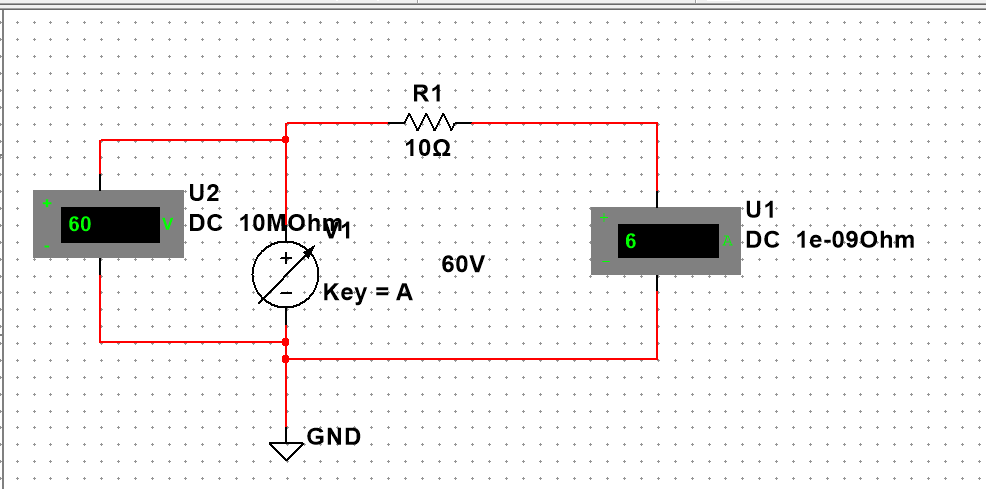 R1
10Ω
U2
+
60 V
-
DC 10MOhm
V1
+
60V
Key = A
U1
+
6 A
DC 1e-09Ohm
GND